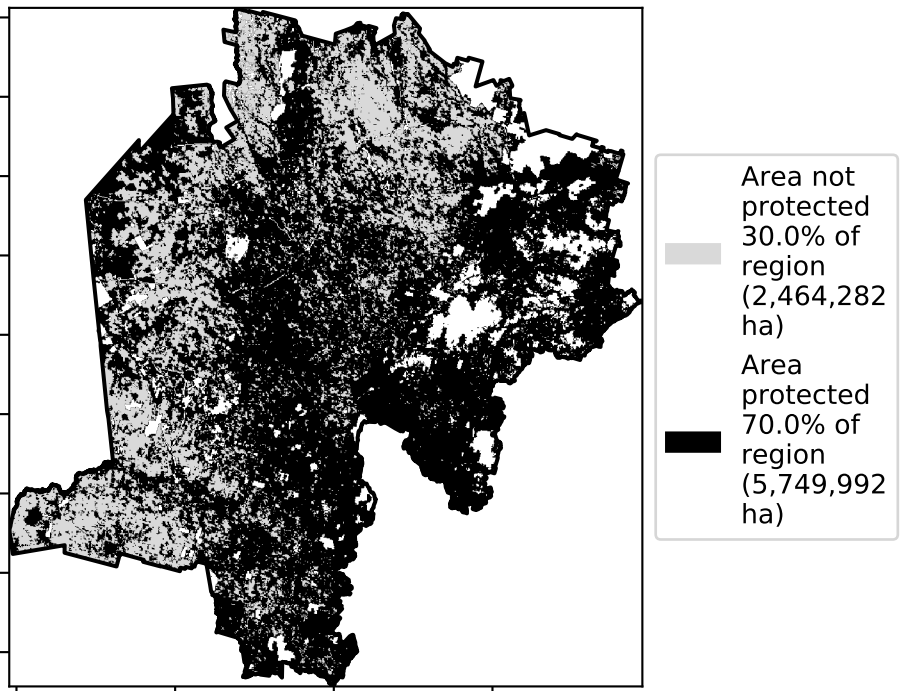 Area not
protected
30.0% of
region
(2,464,282
ha)
Area
protected
70.0% of
region
(5,749,992
ha)